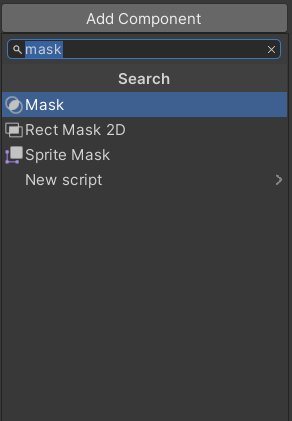 Add Component
mask
Search
Mask
Rect Mask 2D
Sprite Mask
New script